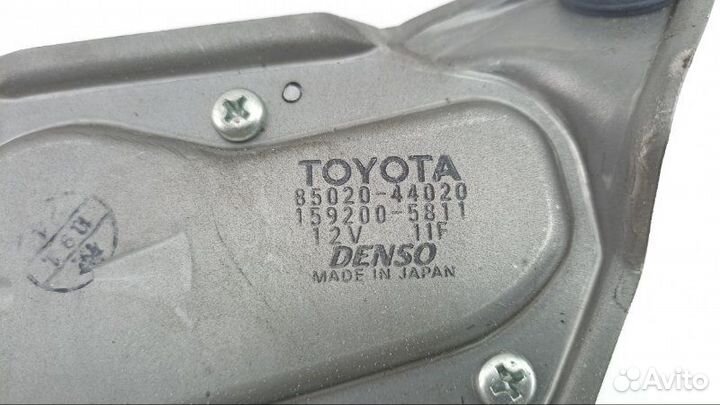 TOYOTA
85020-44020
159200-5811
12V 11F
DENSO
MADE IN JAPAN
Avito